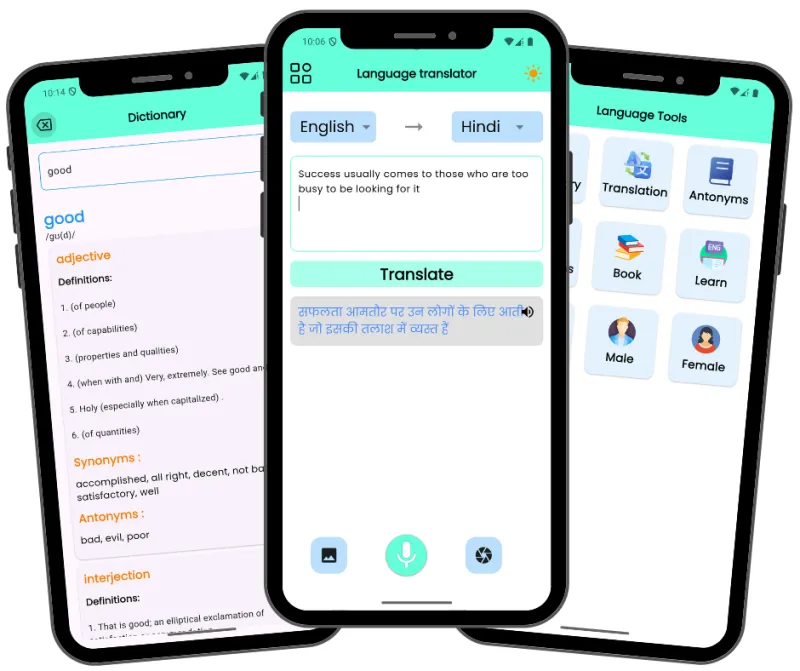 10:14
Dictionary
good
good
/ɡʊ(d)/
adjective
Definitions:
1. (of people)
2. (of capabilities)
3. (properties and qualities)
4. (when with and) Very, extremely. See good and
5. Holy (especially when capitalized) .
6. (of quantities)
Synonyms :
accomplished, all right, decent, not ba
satisfactory, well
Antonyms :
bad, evil, poor
interjection
Definitions:
1. That is good; an elliptical exclamation of
10:06
Language translator
English
Hindi
Success usually comes to those who are too
busy to be looking for it
Translate
सफलता आमतौर पर उन लोगों के लिए आती
है जो इसकी तलाश में व्यस्त हैं
Language Tools
Translation
Antonyms
Book
ENG
Learn
Male
Female